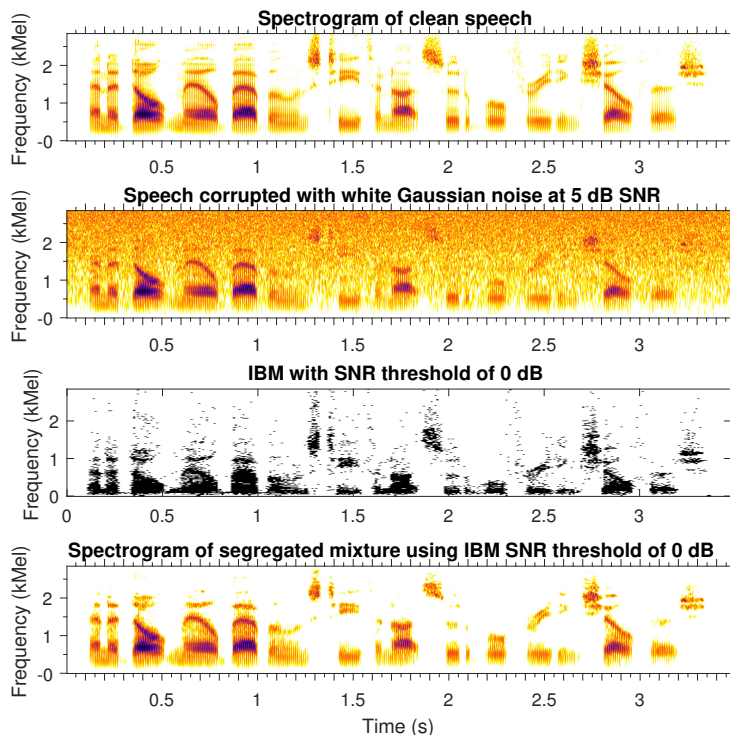 Spectrogram of clean speech
Frequency (kMel)
2
1
-0
0.5 1 1.5 2 2.5 3
Speech corrupted with white Gaussian noise at 5 dB SNR
Frequency (kMel)
2
1
-0
0.5 1 1.5 2 2.5 3
IBM with SNR threshold of 0 dB
Frequency (kMel)
2
1
0
0 0.5 1 1.5 2 2.5 3
Spectrogram of segregated mixture using IBM SNR threshold of 0 dB
Frequency (kMel)
2
1
-0
0.5 1 1.5 2 2.5 3
Time (s)